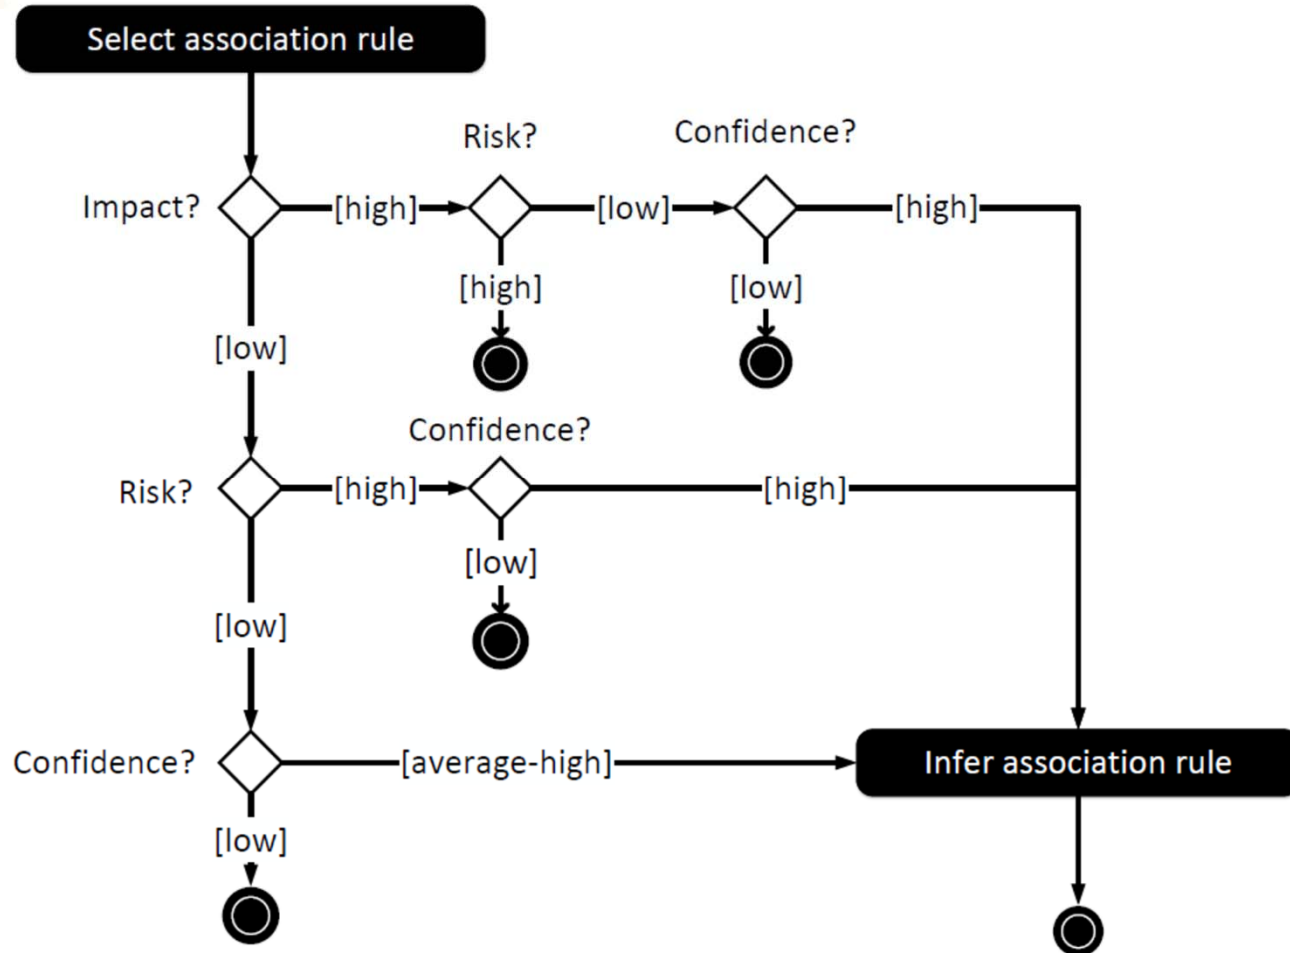 Select association rule
Risk?
Confidence?
Impact?
[high]
[low]
[high]
[high]
[low]
[low]
Confidence?
Risk?
[high]
[high]
[low]
[low]
Confidence?
[average-high]
Infer association rule
[low]